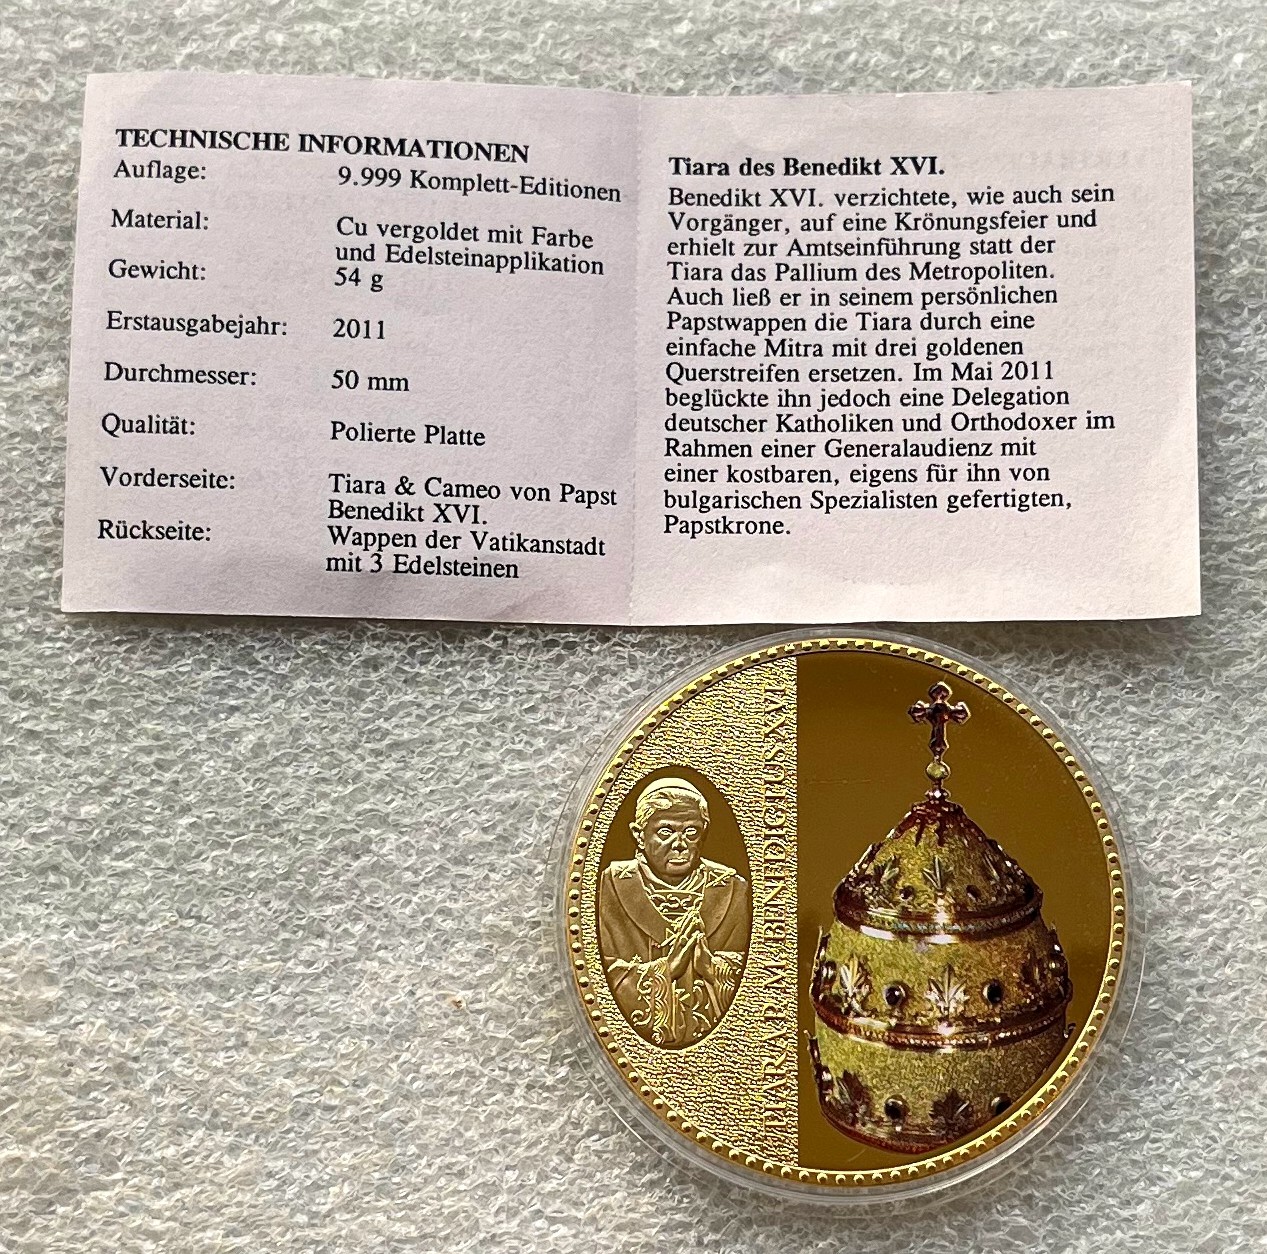 TECHNISCHE INFORMATIONEN
Auflage: 9.999 Komplett-Editionen
Material: Cu vergoldet mit Farbe
und Edelsteinapplikation
Gewicht: 54 g
Erstausgabejahr: 2011
Durchmesser: 50 mm
Qualität: Polierte Platte
Vorderseite: Tiara & Cameo von Papst
Benedikt XVI.
Rückseite: Wappen der Vatikanstadt
mit 3 Edelsteinen
Tiara des Benedikt XVI.
Benedikt XVI. verzichtete, wie auch sein
Vorgänger, auf eine Krönungsfeier und
erhielt zur Amtseinführung statt der
Tiara das Pallium des Metropoliten.
Auch ließ er in seinem persönlichen
Papstwappen die Tiara durch eine
einfache Mitra mit drei goldenen
Querstreifen ersetzen. Im Mai 2011
beglückte ihn jedoch eine Delegation
deutscher Katholiken und Orthodoxer im
Rahmen einer Generalaudienz mit
einer kostbaren, eigens für ihn von
bulgarischen Spezialisten gefertigten,
Papstkrone.
TIARA P. M. BENEDICTUS XVI.